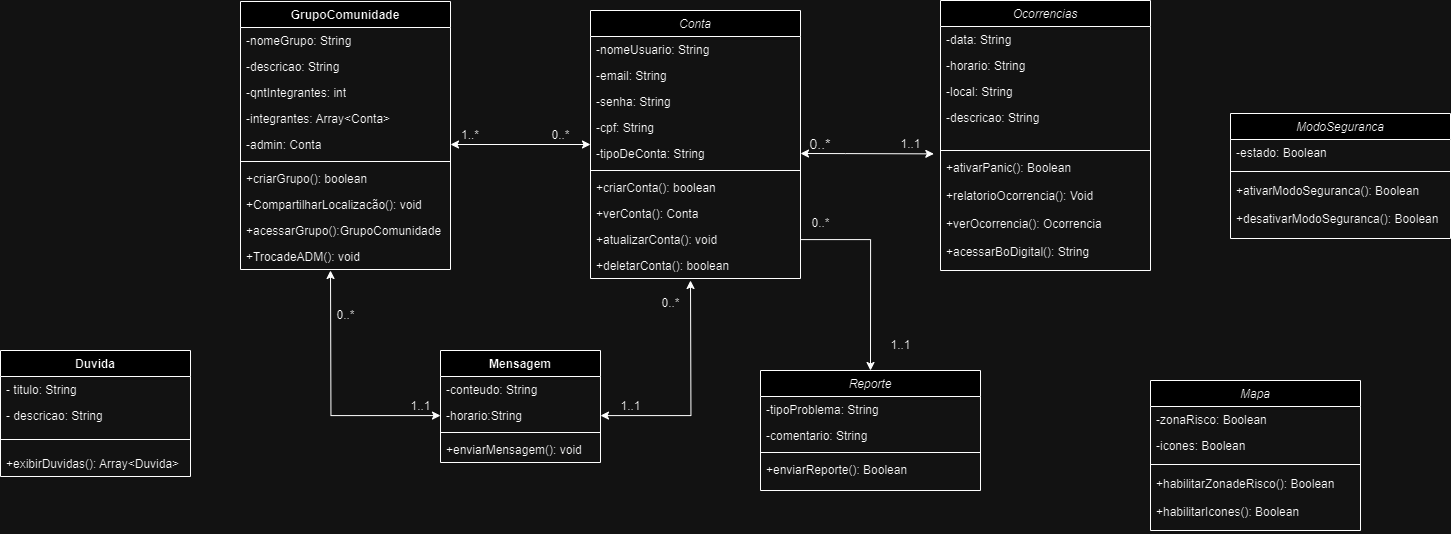 GrupoComunidade
-nomeGrupo: String
-descricao: String
-qntIntegrantes: int
-integrantes: Array<Conta>
-admin: Conta
+criarGrupo(): boolean
+CompartilharLocalizacão(): void
+acessarGrupo():GrupoComunidade
+TrocadeADM(): void
1..*
0..*
Conta
-nomeUsuario: String
-email: String
-senha: String
-cpf: String
-tipoDeConta: String
+criarConta(): boolean
+verConta(): Conta
+atualizarConta(): void
+deletarConta(): boolean
0..*
1..1
Ocorrencias
-data: String
-horario: String
-local: String
-descricao: String
+ativarPanic(): Boolean
+relatorioOcorrencia(): Void
+verOcorrencia(): Ocorrencia
+acessarBoDigital(): String
ModoSeguranca
-estado: Boolean
+ativarModoSeguranca(): Boolean
+desativarModoSeguranca(): Boolean
0..*
0..*
0..*
1..1
Duvida
- titulo: String
- descricao: String
+exibirDuvidas(): Array<Duvida>
1..1
Mensagem
-conteudo: String
-horario:String
+enviarMensagem(): void
1..1
Reporte
-tipoProblema: String
-comentario: String
+enviarReporte(): Boolean
Mapa
-zonaRisco: Boolean
-icones: Boolean
+habilitarZonadeRisco(): Boolean
+habilitarIcones(): Boolean